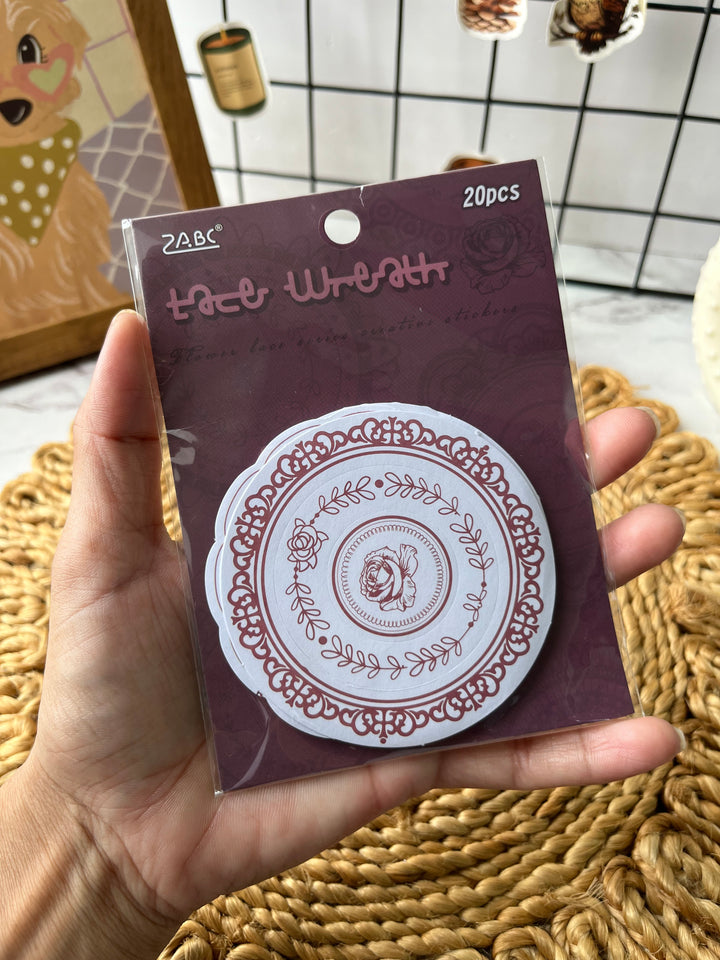 ZABC®
20pcs
Lace Wreath
Flower lace series creative stickers